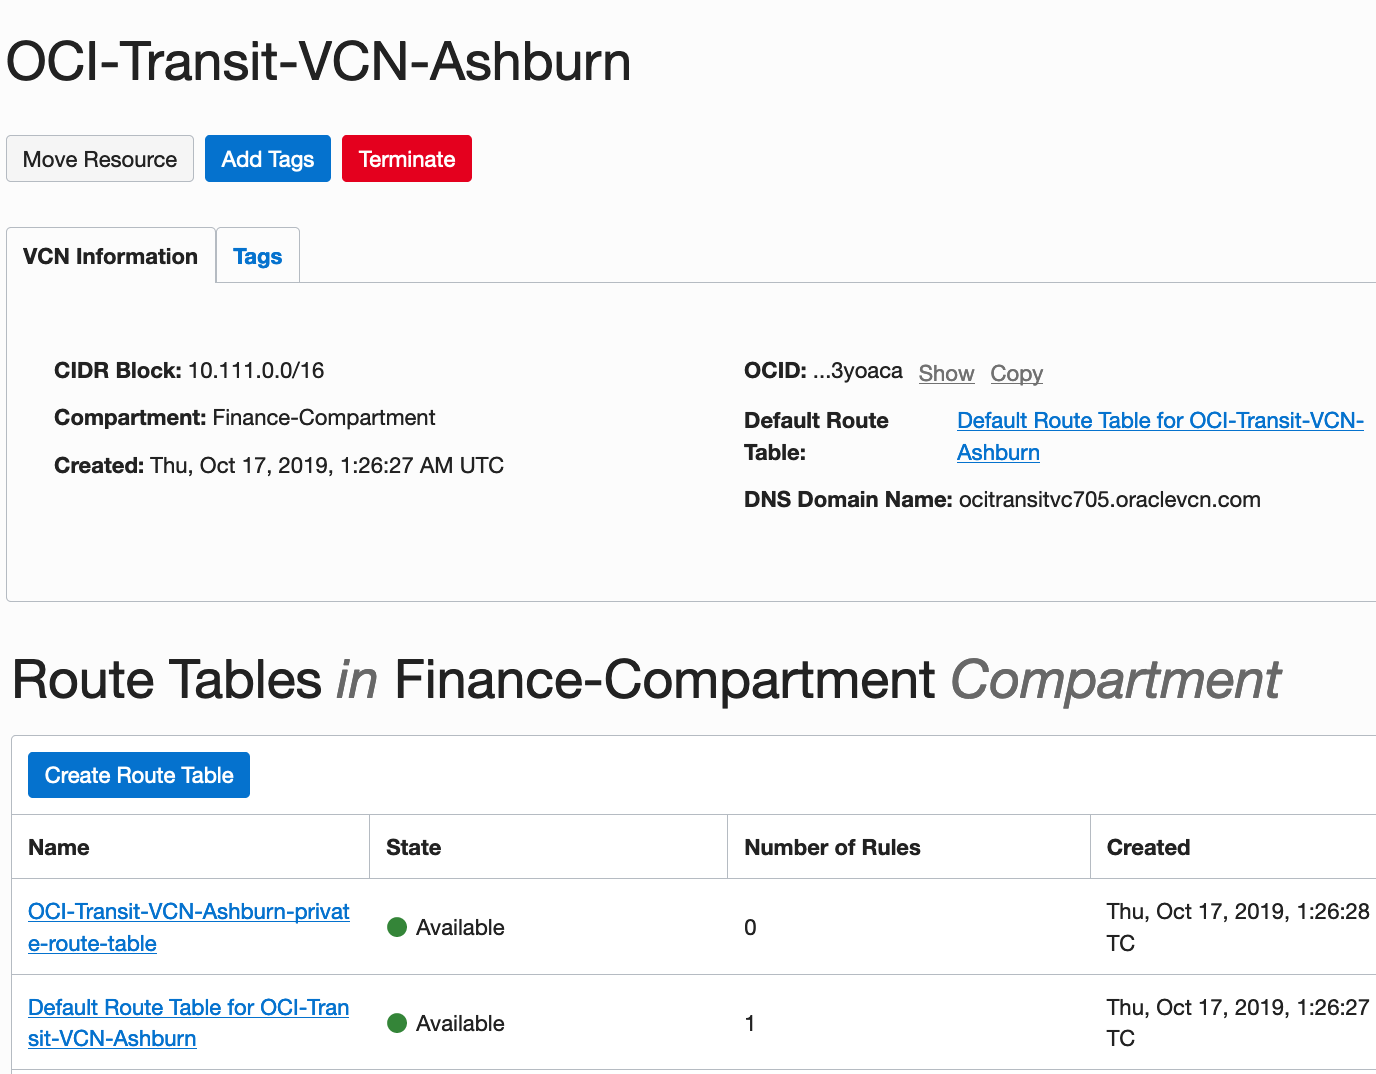 OCI-Transit-VCN-Ashburn
Move Resource Add Tags Terminate
VCN Information Tags
CIDR Block: 10.111.0.0/16
Compartment: Finance-Compartment
Created: Thu, Oct 17, 2019, 1:26:27 AM UTC
OCID: ...3yoaca Show Copy
Default Route Table: Default Route Table for OCI-Transit-VCN-
Ashburn
DNS Domain Name: ocitransitvc705.oraclevcn.com
Route Tables in Finance-Compartment Compartment
Create Route Table
Name State Number of Rules Created
OCI-Transit-VCN-Ashburn-privat
e-route-table
Available
0
Thu, Oct 17, 2019, 1:26:28
TC
Default Route Table for OCI-Tran
sit-VCN-Ashburn
Available
1
Thu, Oct 17, 2019, 1:26:27
TC